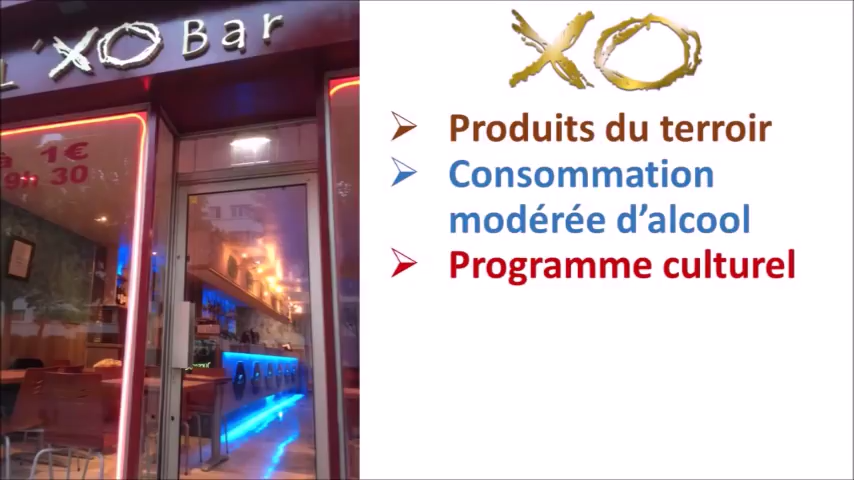 L'XO Bar
à 1€
9h 30
XO
Produits du terroir
Consommation
modérée d'alcool
Programme culturel